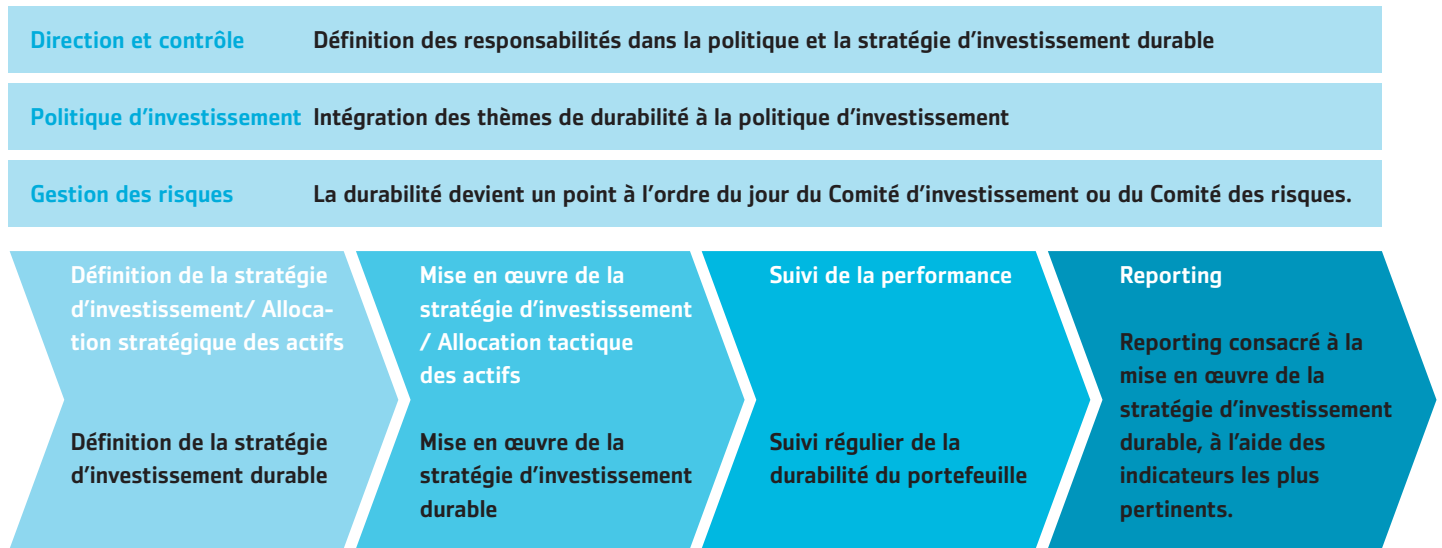 Direction et contrôle Définition des responsabilités dans la politique et la stratégie d’investissement durable
Politique d’investissement Intégration des thèmes de durabilité à la politique d’investissement
Gestion des risques La durabilité devient un point à l’ordre du jour du Comité d’investissement ou du Comité des risques.
Définition de la stratégie
d’investissement/ Alloca-
tion stratégique des actifs
Définition de la stratégie
d’investissement durable
Mise en œuvre de la
stratégie d’investissement
/ Allocation tactique
des actifs
Mise en œuvre de la
stratégie d’investissement
durable
Suivi de la performance
Suivi régulier de la
durabilité du portefeuille
Reporting
Reporting consacré à la
mise en œuvre de la
stratégie d’investissement
durable, à l’aide des
indicateurs les plus
pertinents.